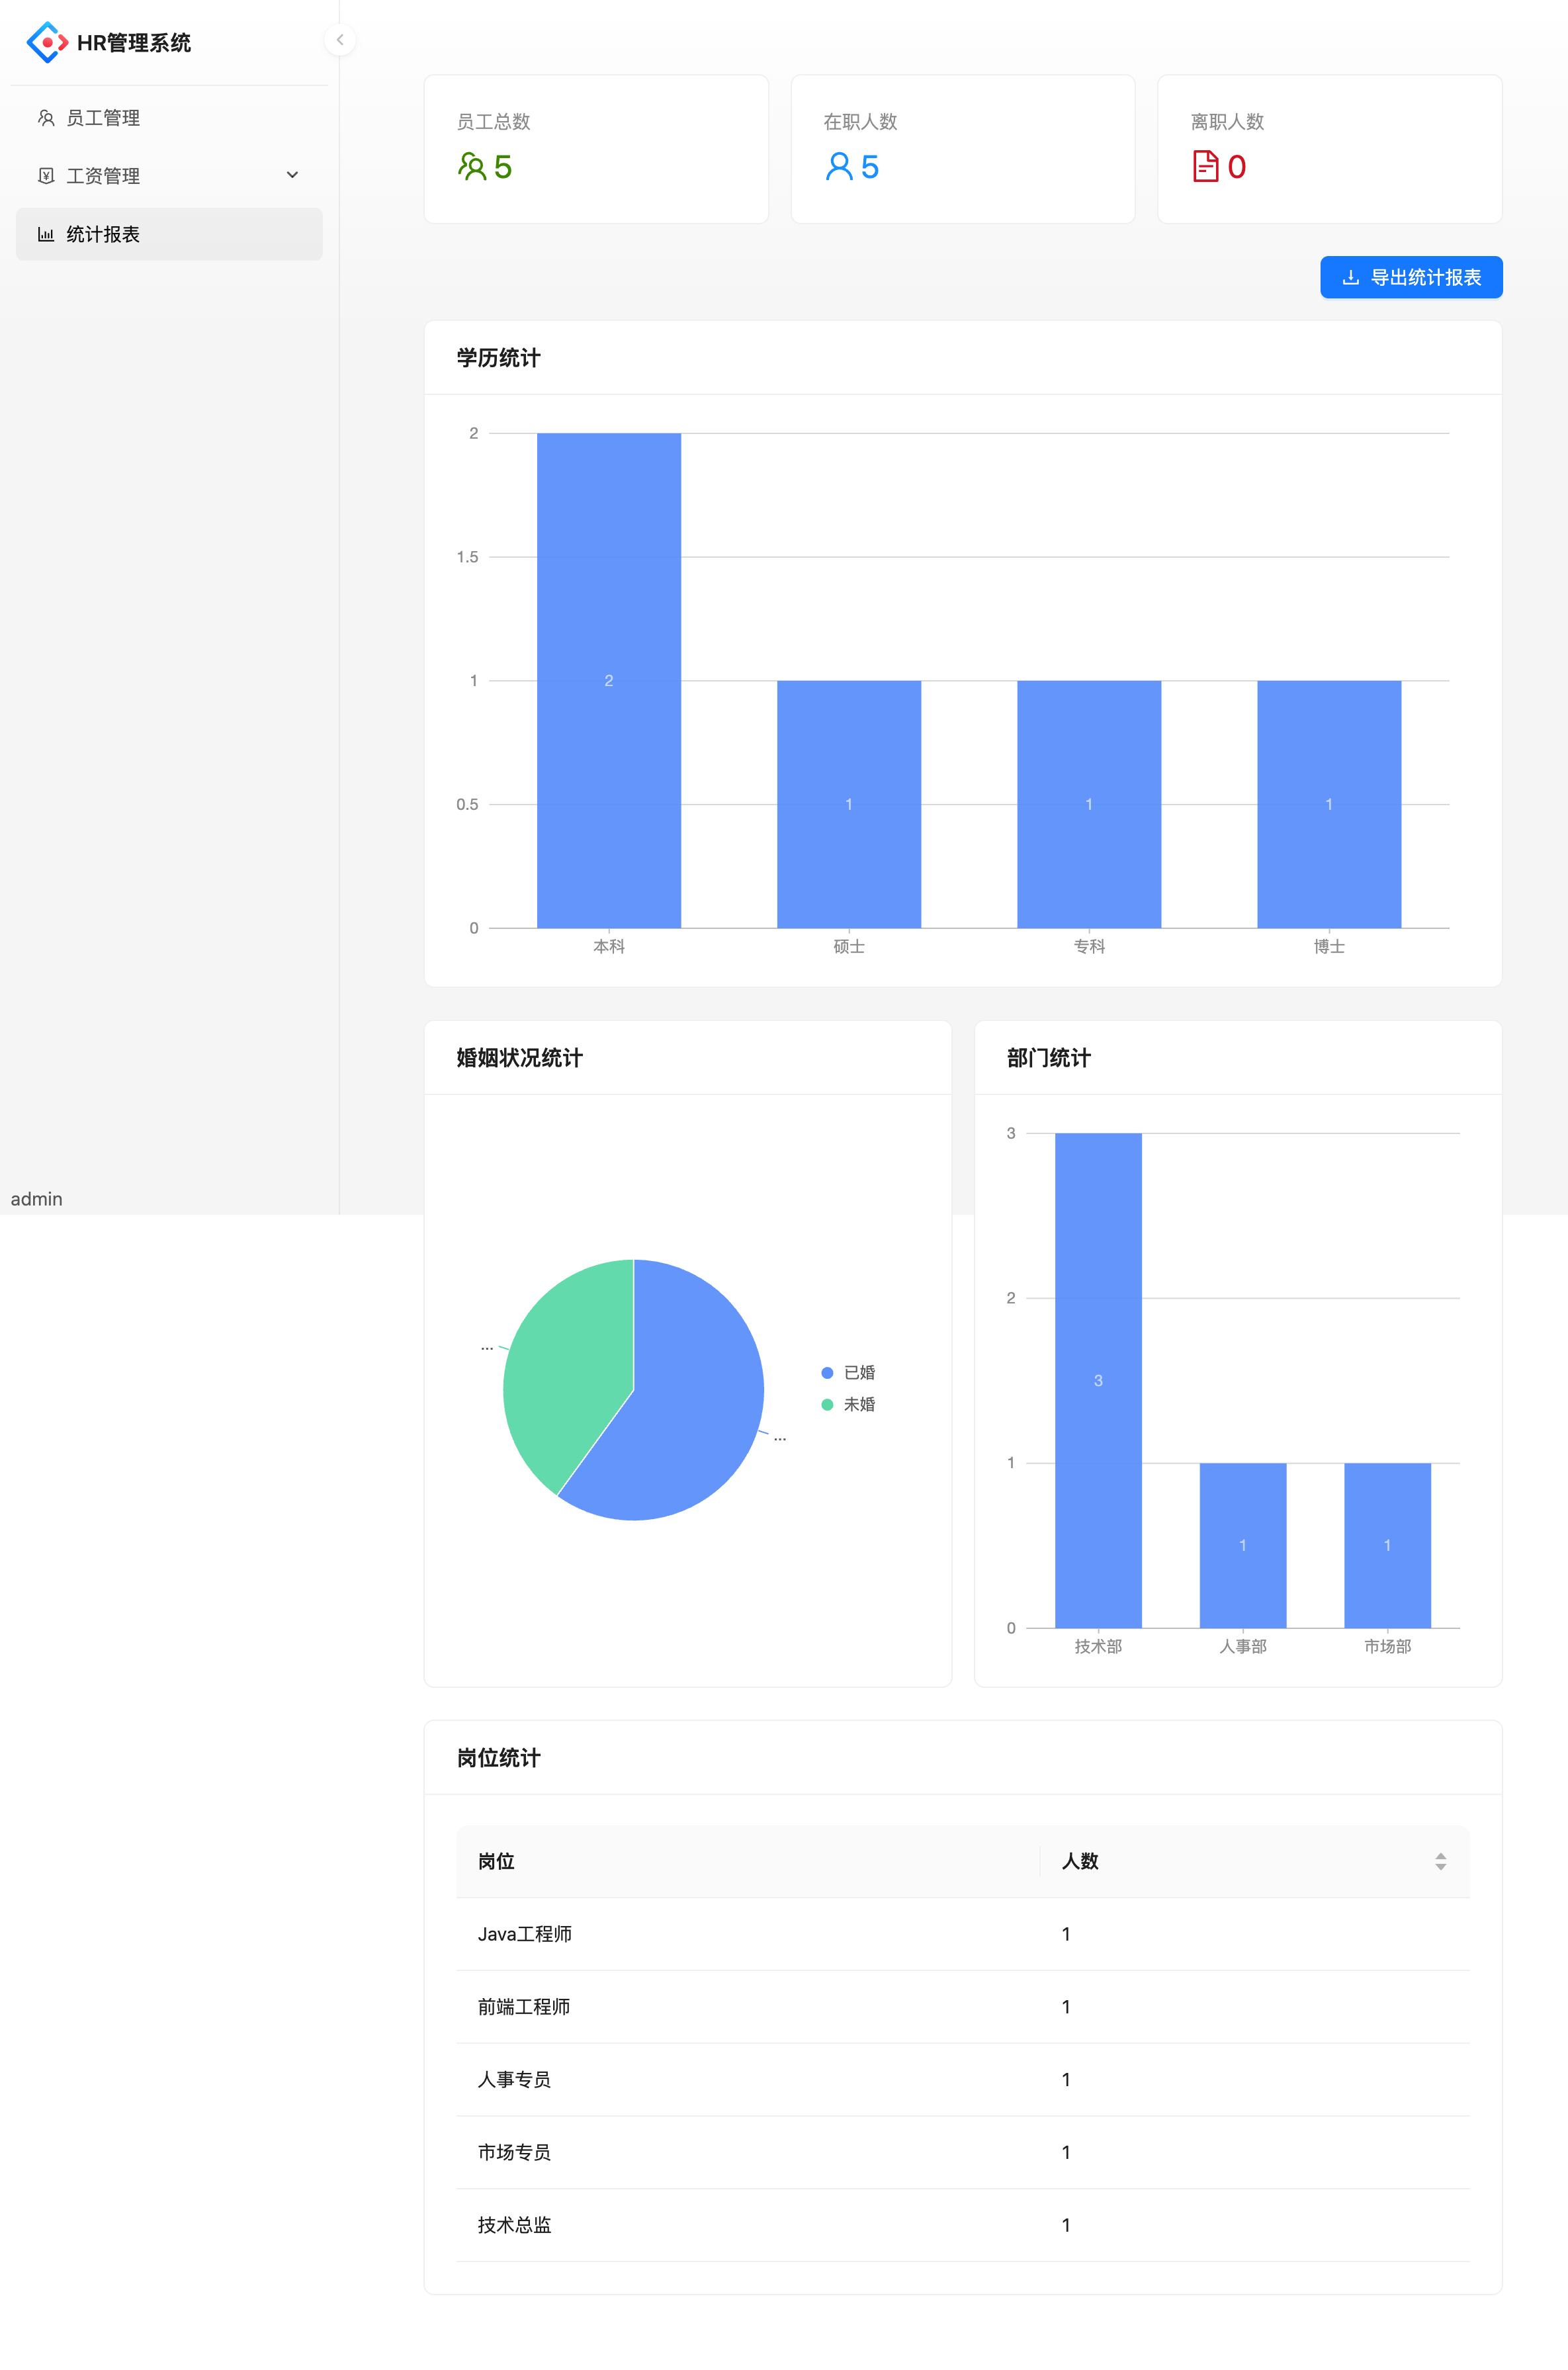 HR管理系统
员工管理
工资管理
统计报表
admin
员工总数
5
在职人数
5
离职人数
0
导出统计报表
学历统计
2
1.5
1
0.5
0
2
1
1
1
本科
硕士
专科
博士
婚姻状况统计
...
...
已婚
未婚
部门统计
3
2
1
0
3
1
1
技术部
人事部
市场部
岗位统计
岗位 人数
Java工程师 1
前端工程师 1
人事专员 1
市场专员 1
技术总监 1